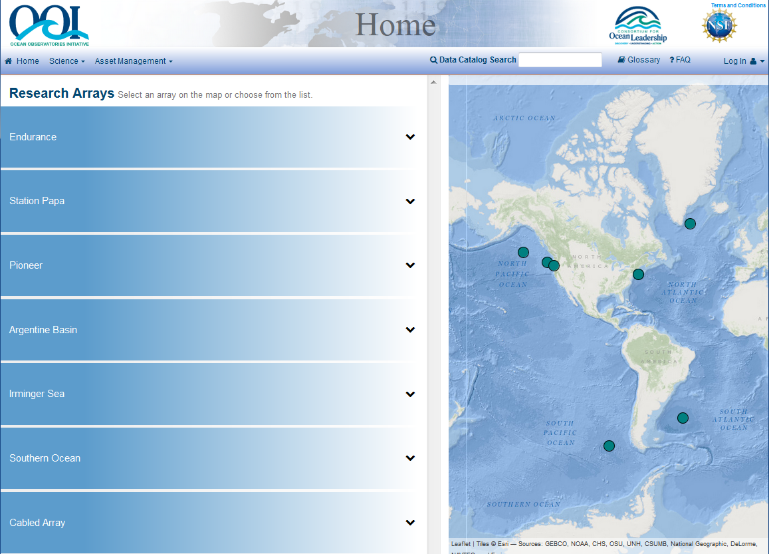 Terms and Conditions
OOI
OCEAN OBSERVATORIES INITIATIVE
Home
CONSORTIUM FOR
Ocean Leadership
NSF
Home Science Asset Management Data Catalog Search Glossary ? FAQ Log In
Research Arrays Select an array on the map or choose from the list.
Endurance
Station Papa
Pioneer
Argentine Basin
Irminger Sea
Southern Ocean
Cabled Array
ARCTIC OCEAN
NORTH
AMERICA
NORTH
PACIFIC
OCEAN
NORTH
ATLANTIC
OCEAN
SOUTH
AMERICA
SOUTH
PACIFIC
OCEAN
SOUTH
ATLANTIC
OCEAN
SOUTHERN OCEAN
Leaflet | Tiles © Esri — Sources: GEBCO, NOAA, CHS, OSU, UNH, CSUMB, National Geographic, DeLorme,